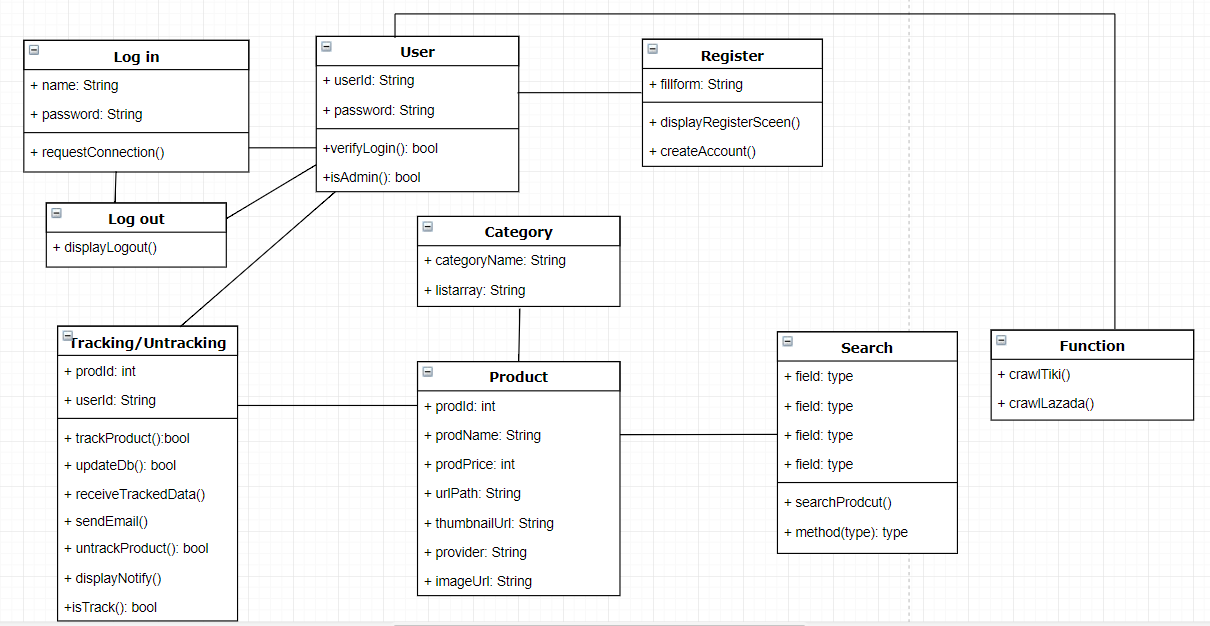 Log in
+ name: String
+ password: String
+ requestConnection()
User
+ userId: String
+ password: String
+verifyLogin(): bool
+isAdmin(): bool
Register
+ fillform: String
+ displayRegisterSceen()
+ createAccount()
Log out
+ displayLogout()
Category
+ categoryName: String
+ listarray: String
Tracking/Untracking
+ prodId: int
+ userId: String
+ trackProduct():bool
+ updateDb(): bool
+ receiveTrackedData()
+ sendEmail()
+ untrackProduct(): bool
+ displayNotify()
+isTrack(): bool
Product
+ prodId: int
+ prodName: String
+ prodPrice: int
+ urlPath: String
+ thumbnailUrl: String
+ provider: String
+ imageUrl: String
Search
+ field: type
+ field: type
+ field: type
+ field: type
+ searchProdcut()
+ method(type): type
Function
+ crawlTiki()
+ crawlLazada()